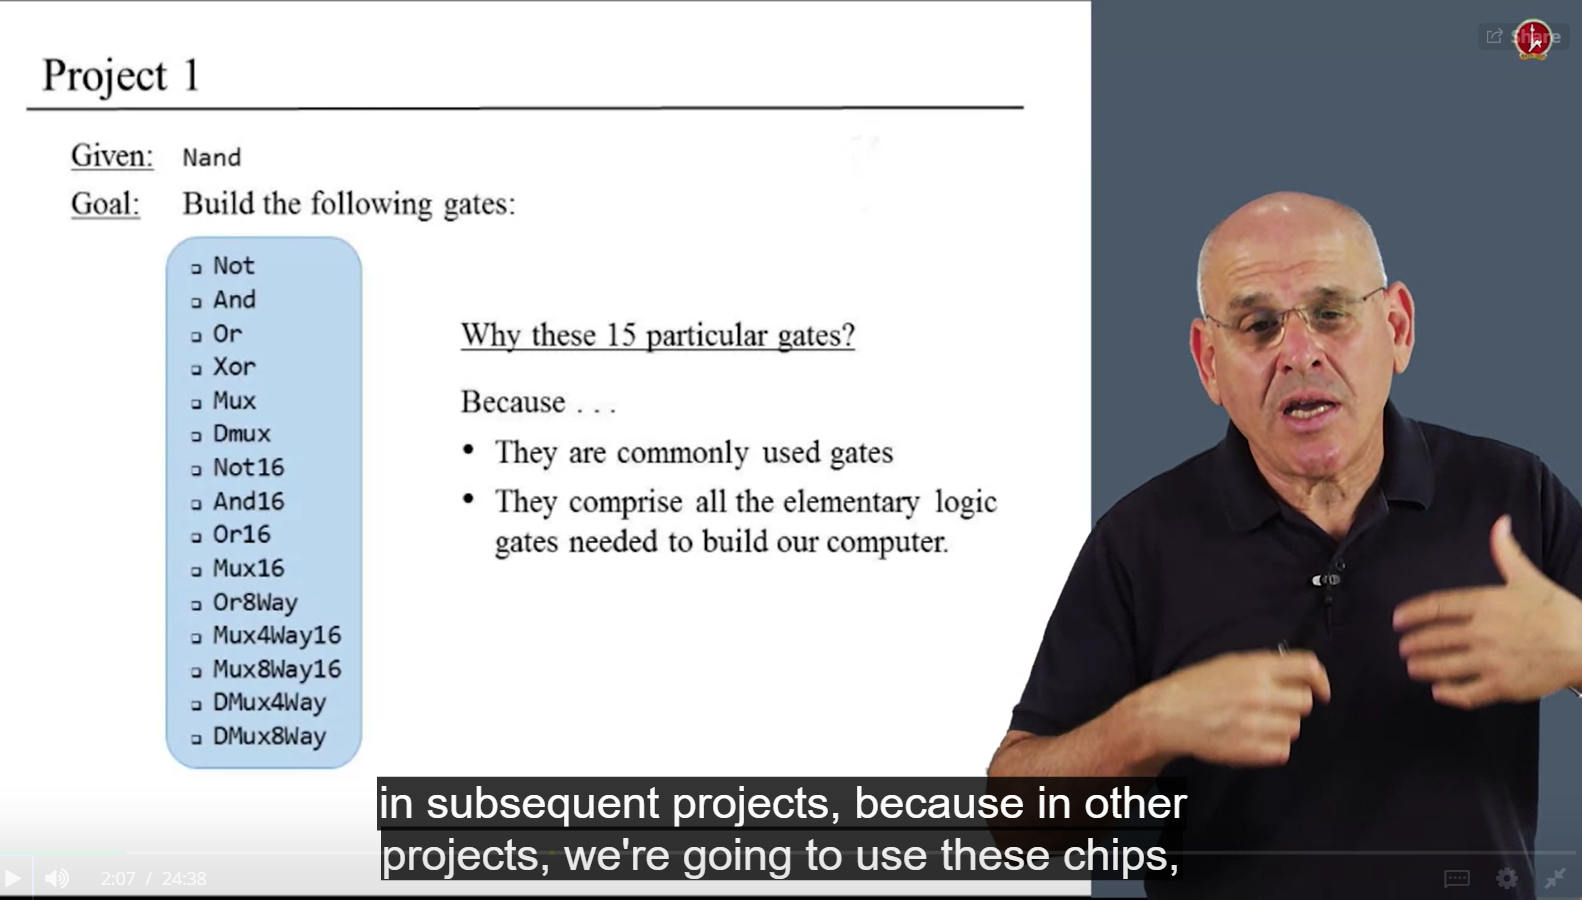 Share
Project 1
Given: Nand
Goal: Build the following gates:
Not
And
Or
Xor
Mux
Dmux
Not16
And16
Or16
Mux16
Or8Way
Mux4Way16
Mux8Way16
DMux4Way
DMux8Way
Why these 15 particular gates?
Because . . .
• They are commonly used gates
• They comprise all the elementary logic
gates needed to build our computer.
in subsequent projects, because in other
projects, we're going to use these chips,
2:07 / 24:38